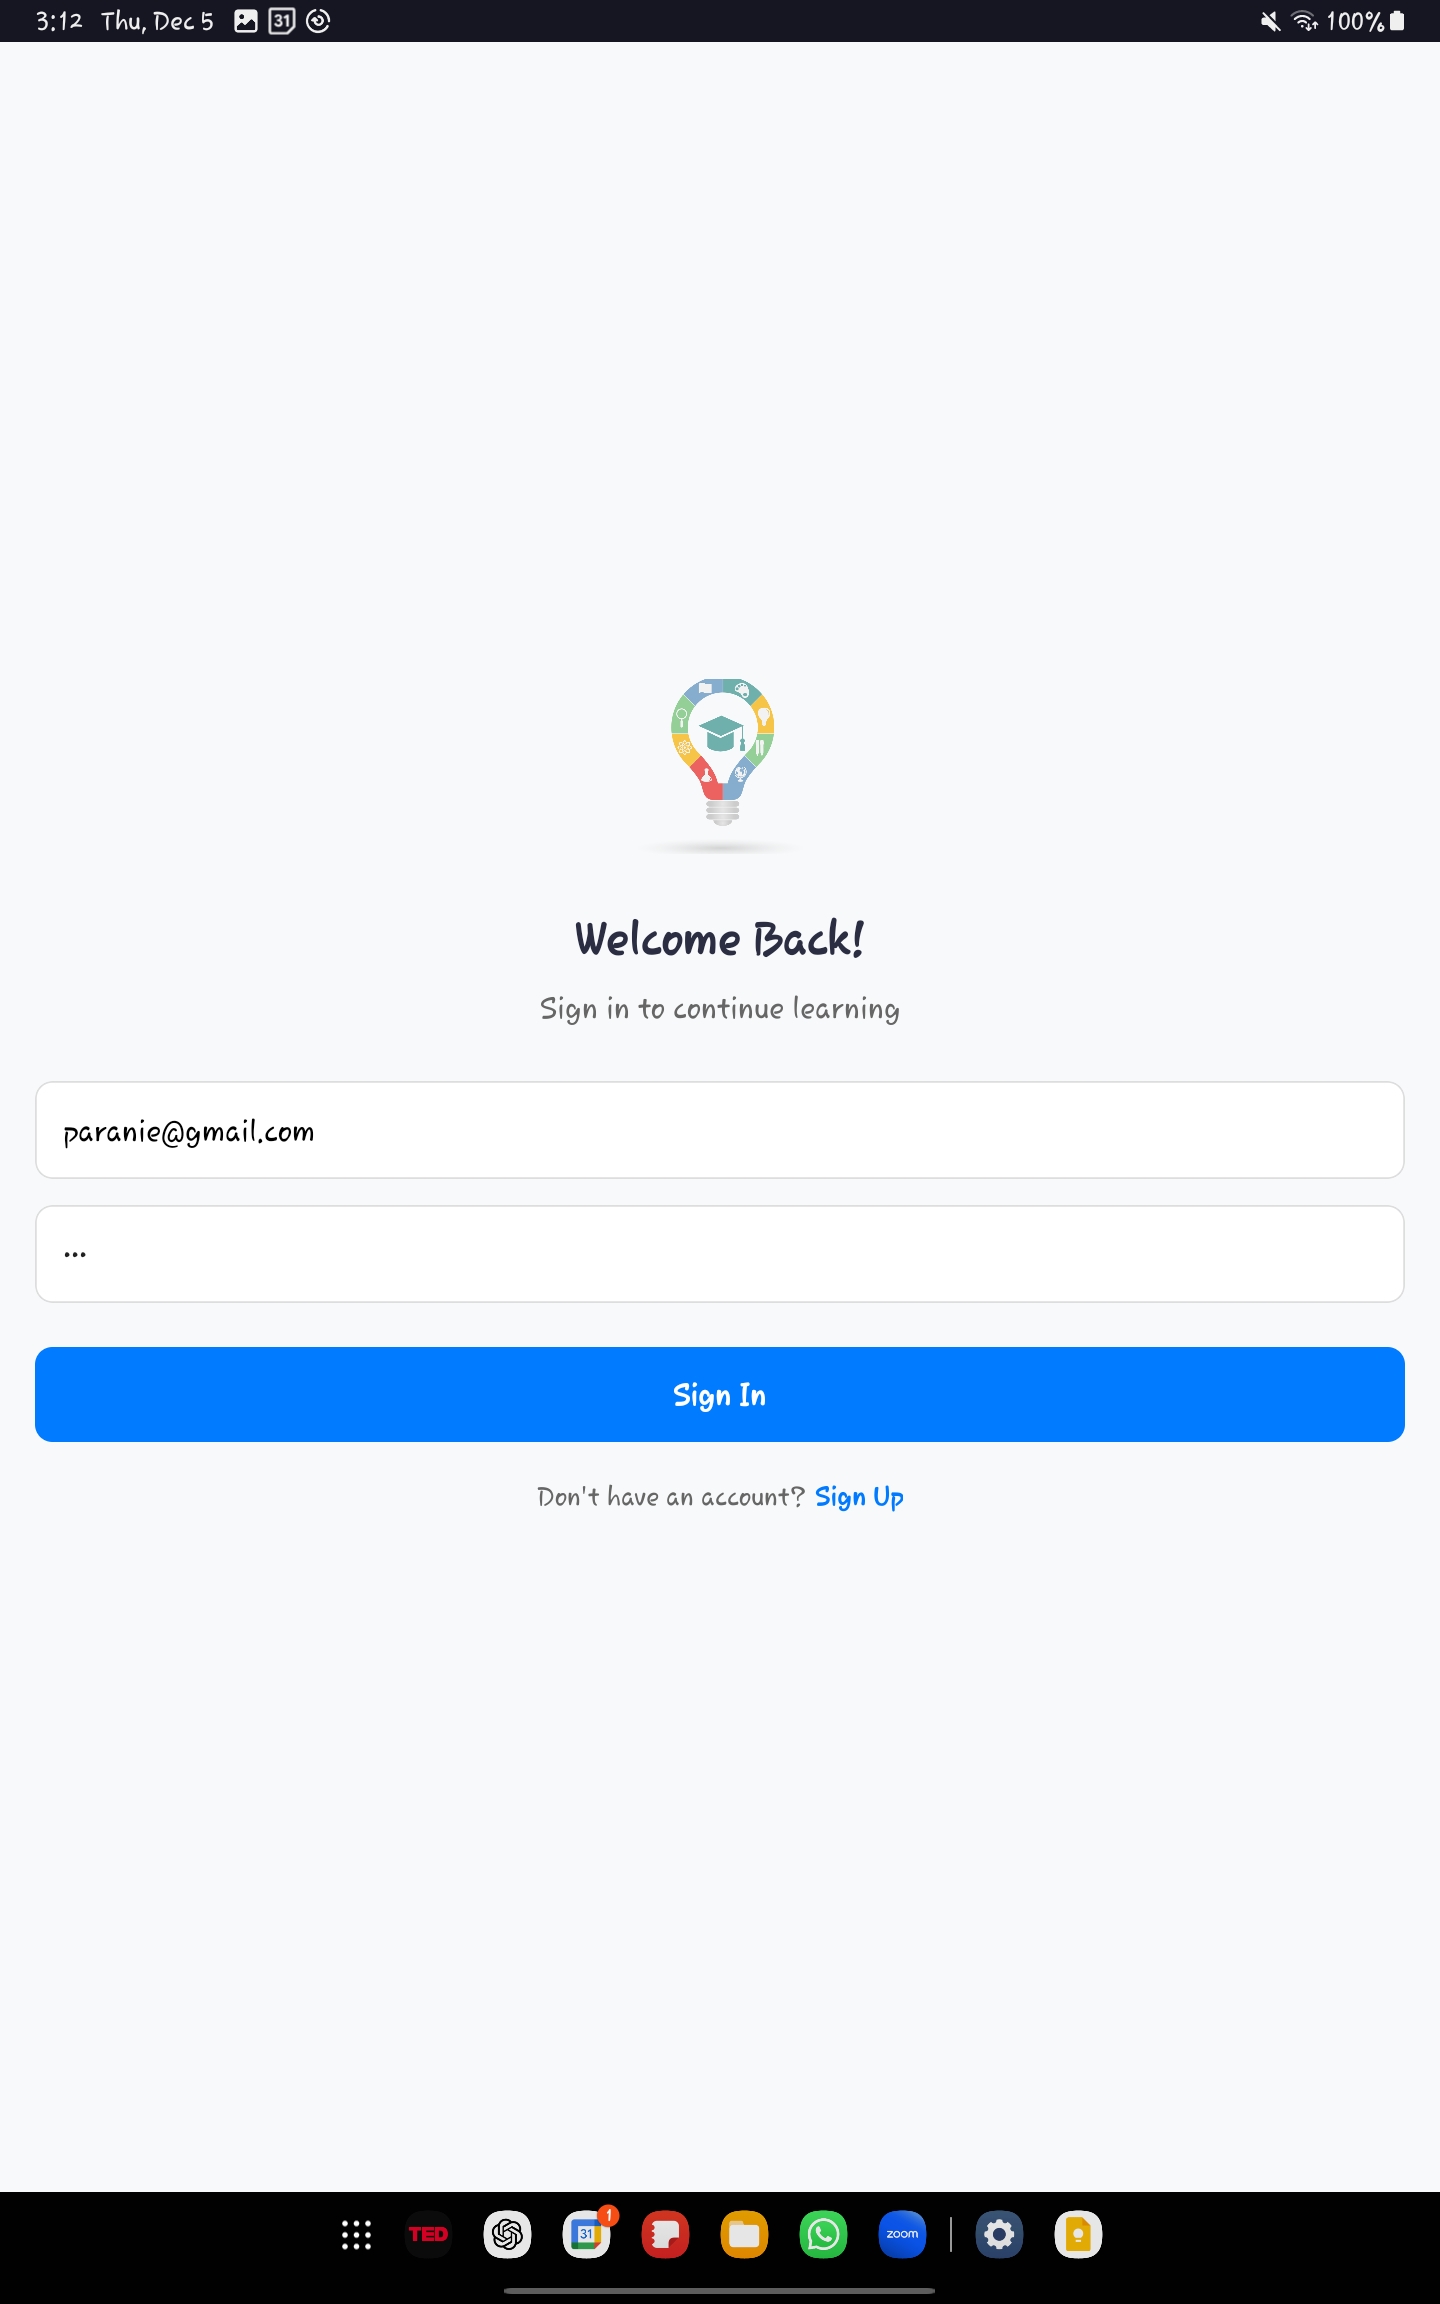 3:12 Thu, Dec 5 31 100%
Welcome Back!
Sign in to continue learning
paranie@gmail.com
•••
Sign In
Don't have an account? Sign Up
TED 31 1 zoom